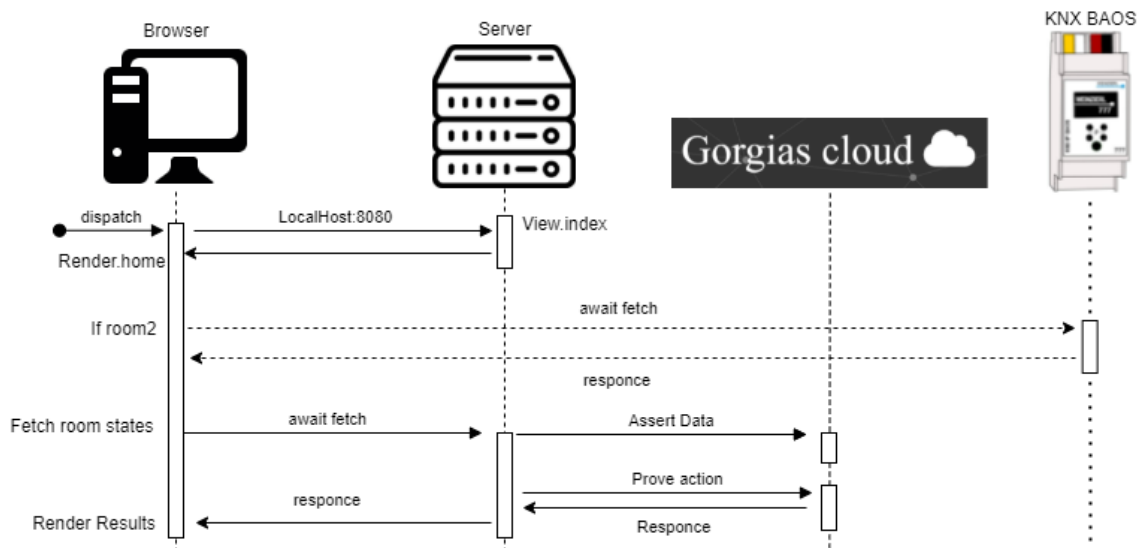 KNX BAOS
Browser
Server
Gorgias cloud
777
dispatch
LocalHost:8080
View.index
Render.home
await fetch
If room2
responce
Fetch room states
await fetch
Assert Data
Prove action
responce
Render Results
Responce